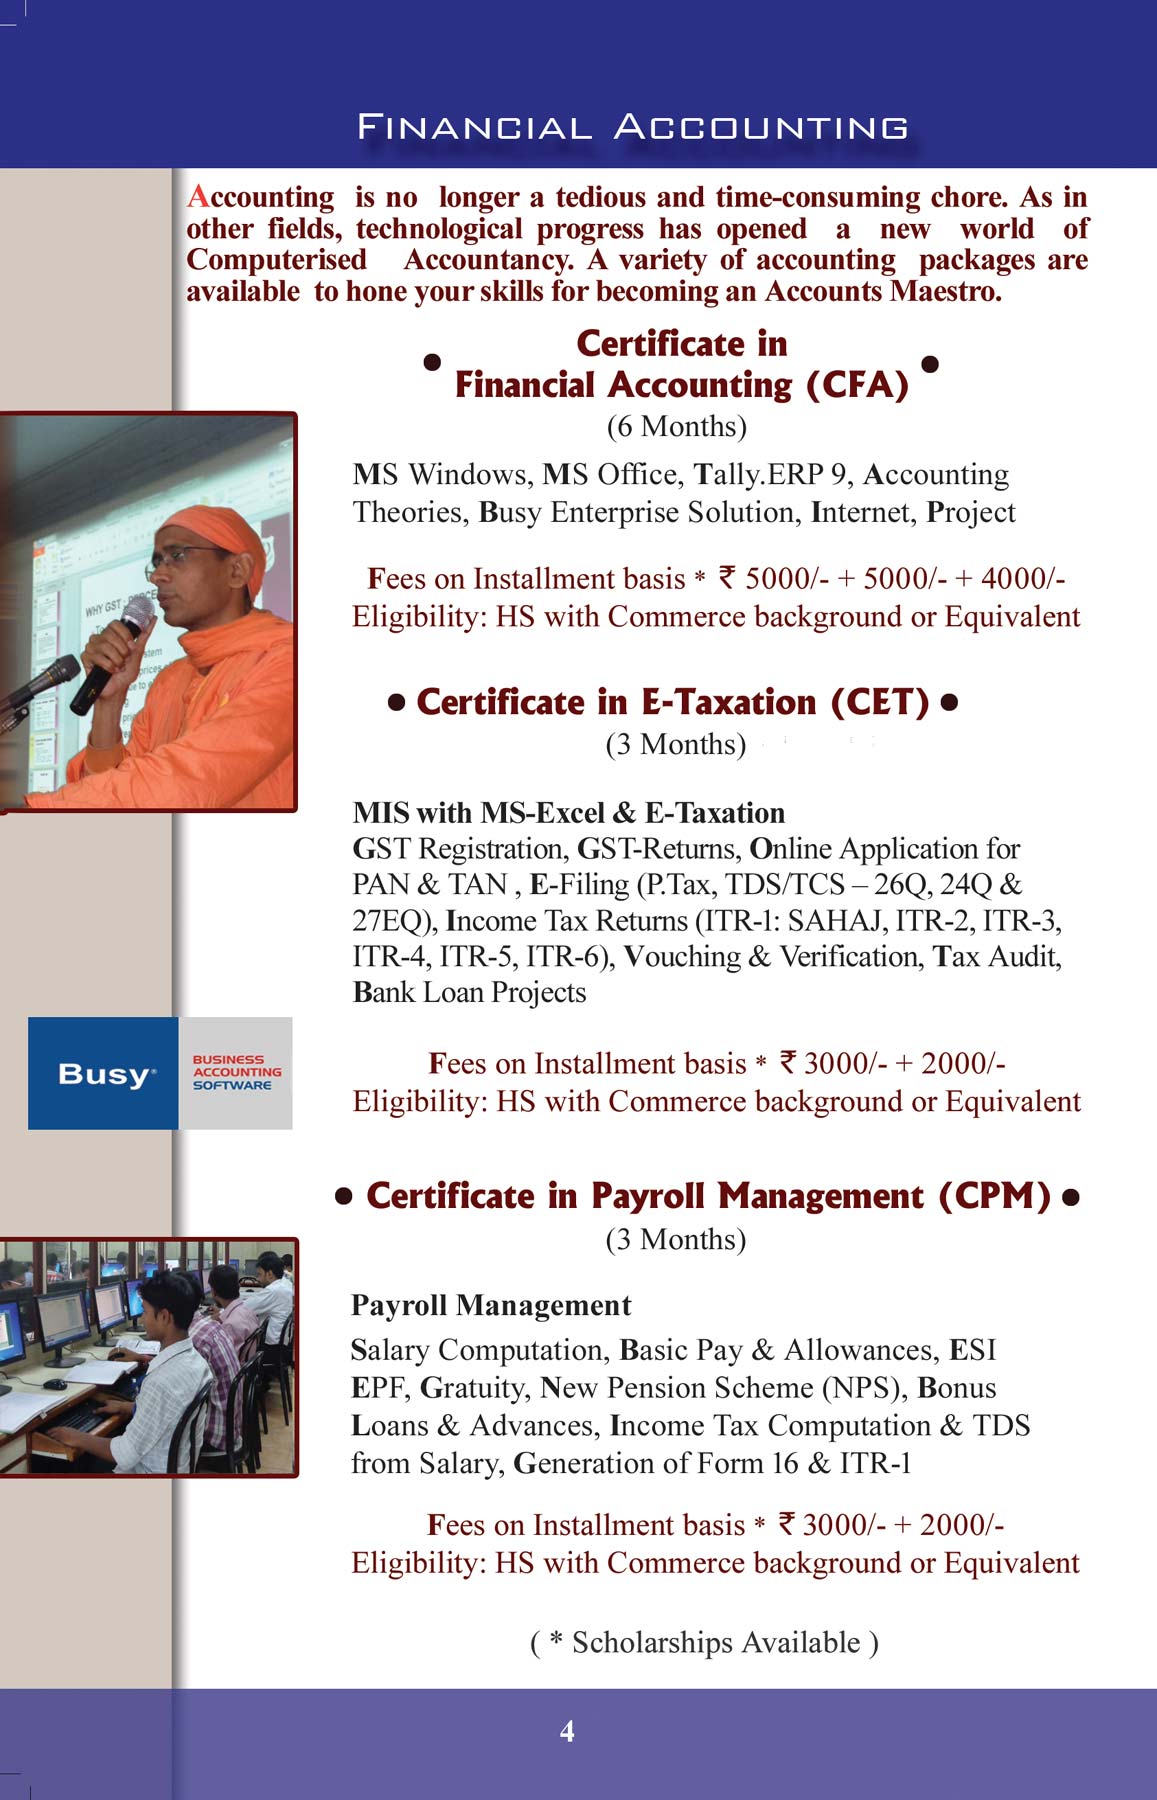 Financial Accounting
Accounting is no longer a tedious and time-consuming chore. As in
other fields, technological progress has opened a new world of
Computerised Accountancy. A variety of accounting packages are
available to hone your skills for becoming an Accounts Maestro.
• Certificate in
Financial Accounting (CFA) •
(6 Months)
MS Windows, MS Office, Tally.ERP 9, Accounting
Theories, Busy Enterprise Solution, Internet, Project
Fees on Installment basis * ₹ 5000/- + 5000/- + 4000/-
Eligibility: HS with Commerce background or Equivalent
WHY GST :
• Certificate in E-Taxation (CET) •
(3 Months)
MIS with MS-Excel & E-Taxation
GST Registration, GST-Returns, Online Application for
PAN & TAN , E-Filing (P.Tax, TDS/TCS – 26Q, 24Q &
27EQ), Income Tax Returns (ITR-1: SAHAJ, ITR-2, ITR-3,
ITR-4, ITR-5, ITR-6), Vouching & Verification, Tax Audit,
Bank Loan Projects
Busy®
BUSINESS
ACCOUNTING
SOFTWARE
Fees on Installment basis * ₹ 3000/- + 2000/-
Eligibility: HS with Commerce background or Equivalent
• Certificate in Payroll Management (CPM) •
(3 Months)
Payroll Management
Salary Computation, Basic Pay & Allowances, ESI
EPF, Gratuity, New Pension Scheme (NPS), Bonus
Loans & Advances, Income Tax Computation & TDS
from Salary, Generation of Form 16 & ITR-1
Fees on Installment basis * ₹ 3000/- + 2000/-
Eligibility: HS with Commerce background or Equivalent
( * Scholarships Available )
4